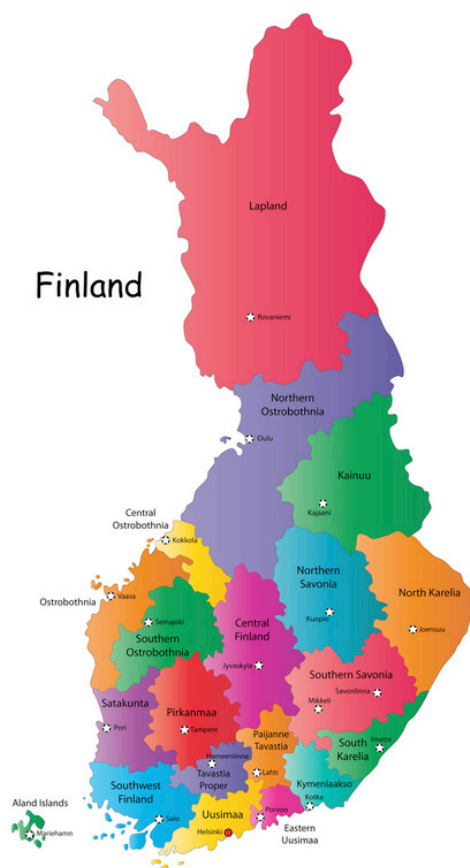 Lapland
Finland
Rovaniemi
Northern
Ostrobothnia
Oulu
Kainuu
Kajaani
Central
Ostrobothnia
Kokkola
Northern
Savonia
Ostrobothnia
Vaasa
North Karelia
Kuopio
Seinajoki
Central
Finland
Joensuu
Southern
Ostrobothnia
Jyvaskyla
Southern Savonia
Savonlinna
Mikkeli
Satakunta
Pirkanmaa
Pori
Tampere
Paijanne
Tavastia
South
Karelia
Imatra
Hameenlinna
Tavastia
Proper
Lahti
Kymenlaakso
Kotka
Southwest
Finland
Salo
Uusimaa
Porvoo
Helsinki
Eastern
Uusimaa
Aland Islands
Mariehamn